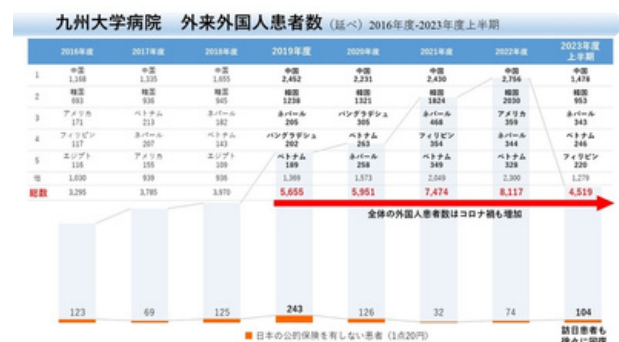 九州大学病院 外来外国人患者数 (延べ) 2016年度-2023年度上半期
2016年度 2017年度 2018年度 2019年度 2020年度 2021年度 2022年度 2023年度
上半期
1 中国 中国 中国 中国 中国 中国 中国 中国
1,168 1,335 1,655 2,452 2,231 2,430 2,756 1,478
2 韓国 韓国 韓国 韓国 韓国 韓国 韓国 韓国
693 936 945 1238 1321 1824 2030 953
3 アメリカ ベトナム ネパール ネパール バングラデシュ ネパール アメリカ ネパール
171 213 182 205 305 468 359 343
4 フィリピン ネパール ベトナム バングラデシュ ベトナム フィリピン ネパール ベトナム
117 207 143 202 263 354 344 246
5 エジプト アメリカ エジプト ベトナム ネパール ベトナム ベトナム フィリピン
116 155 109 189 258 349 328 220
他 1,030 939 936 1,369 1,573 2,049 2,300 1,279
総数 3,295 3,785 3,970 5,655 5,951 7,474 8,117 4,519
全体の外国人患者数はコロナ禍も増加
123 69 125 243 126 32 74 104
日本の公的保険を有しない患者 (1点20円)
訪日患者も
徐々に回復